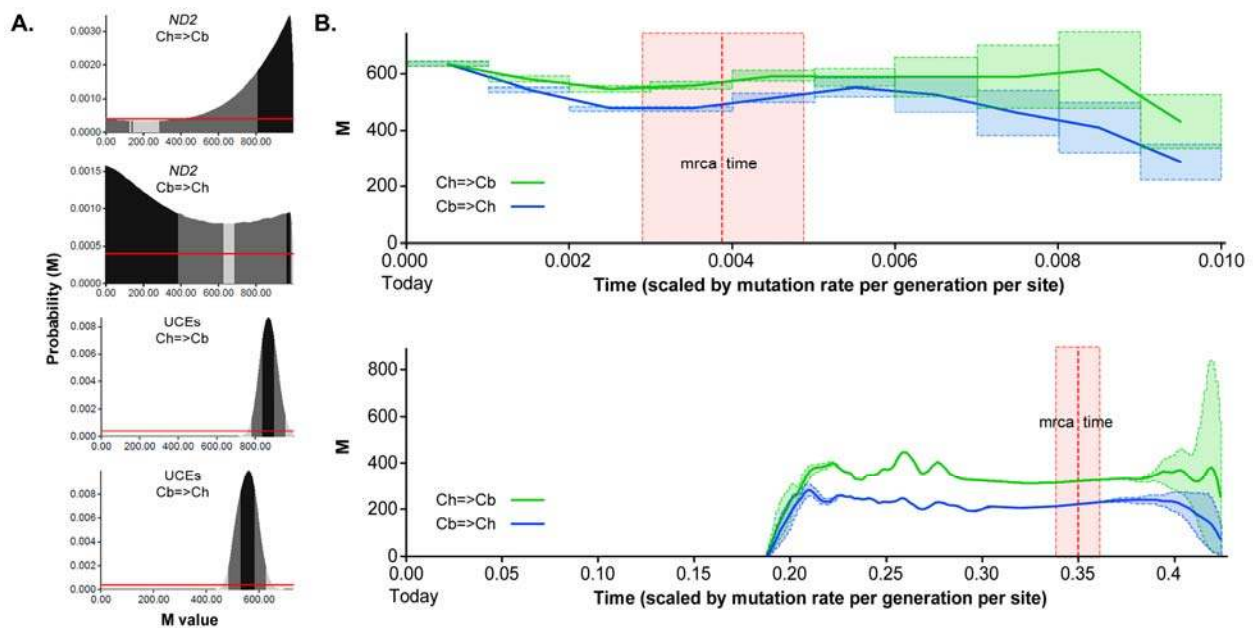 A.
ND2
Ch=>Cb
0.0030
0.0020
0.0010
0.0000
0.00 200.00 400.00 600.00 800.00
ND2
Cb=>Ch
0.0015
0.0010
0.0005
0.0000
0.00 200.00 400.00 600.00 800.00
UCEs
Ch=>Cb
0.008
0.006
0.004
0.002
0.000
0.00 200.00 400.00 600.00 800.00
UCEs
Cb=>Ch
0.008
0.006
0.004
0.002
0.000
0.00 200.00 400.00 600.00
Probability (M)
M value
B.
600
400
200
0
M
mrca time
Ch=>Cb
Cb=>Ch
0.000 0.002 0.004 0.006 0.008 0.010
Today
Time (scaled by mutation rate per generation per site)
800
600
400
200
0
M
mrca time
Ch=>Cb
Cb=>Ch
0.00 0.05 0.10 0.15 0.20 0.25 0.30 0.35 0.4
Today
Time (scaled by mutation rate per generation per site)